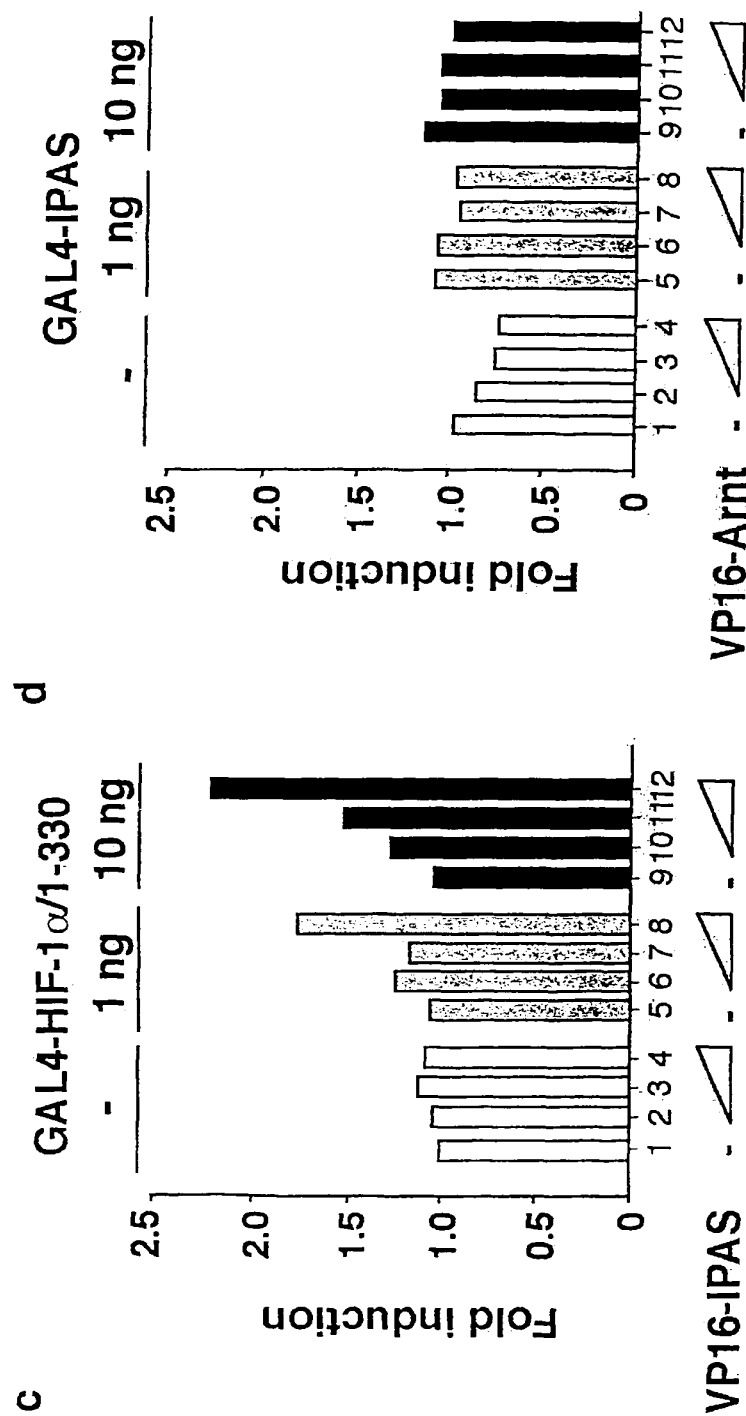 c
GAL4-HIF-1α/1-330
- 1 ng 10 ng
Fold induction
2.5
2.0
1.5
1.0
0.5
0
1 2 3 4 5 6 7 8 9 10 11 12
VP16-IPAS - - -
d
GAL4-IPAS
- 1 ng 10 ng
Fold induction
2.5
2.0
1.5
1.0
0.5
0
1 2 3 4 5 6 7 8 9 10 11 12
VP16-Arnt - - -